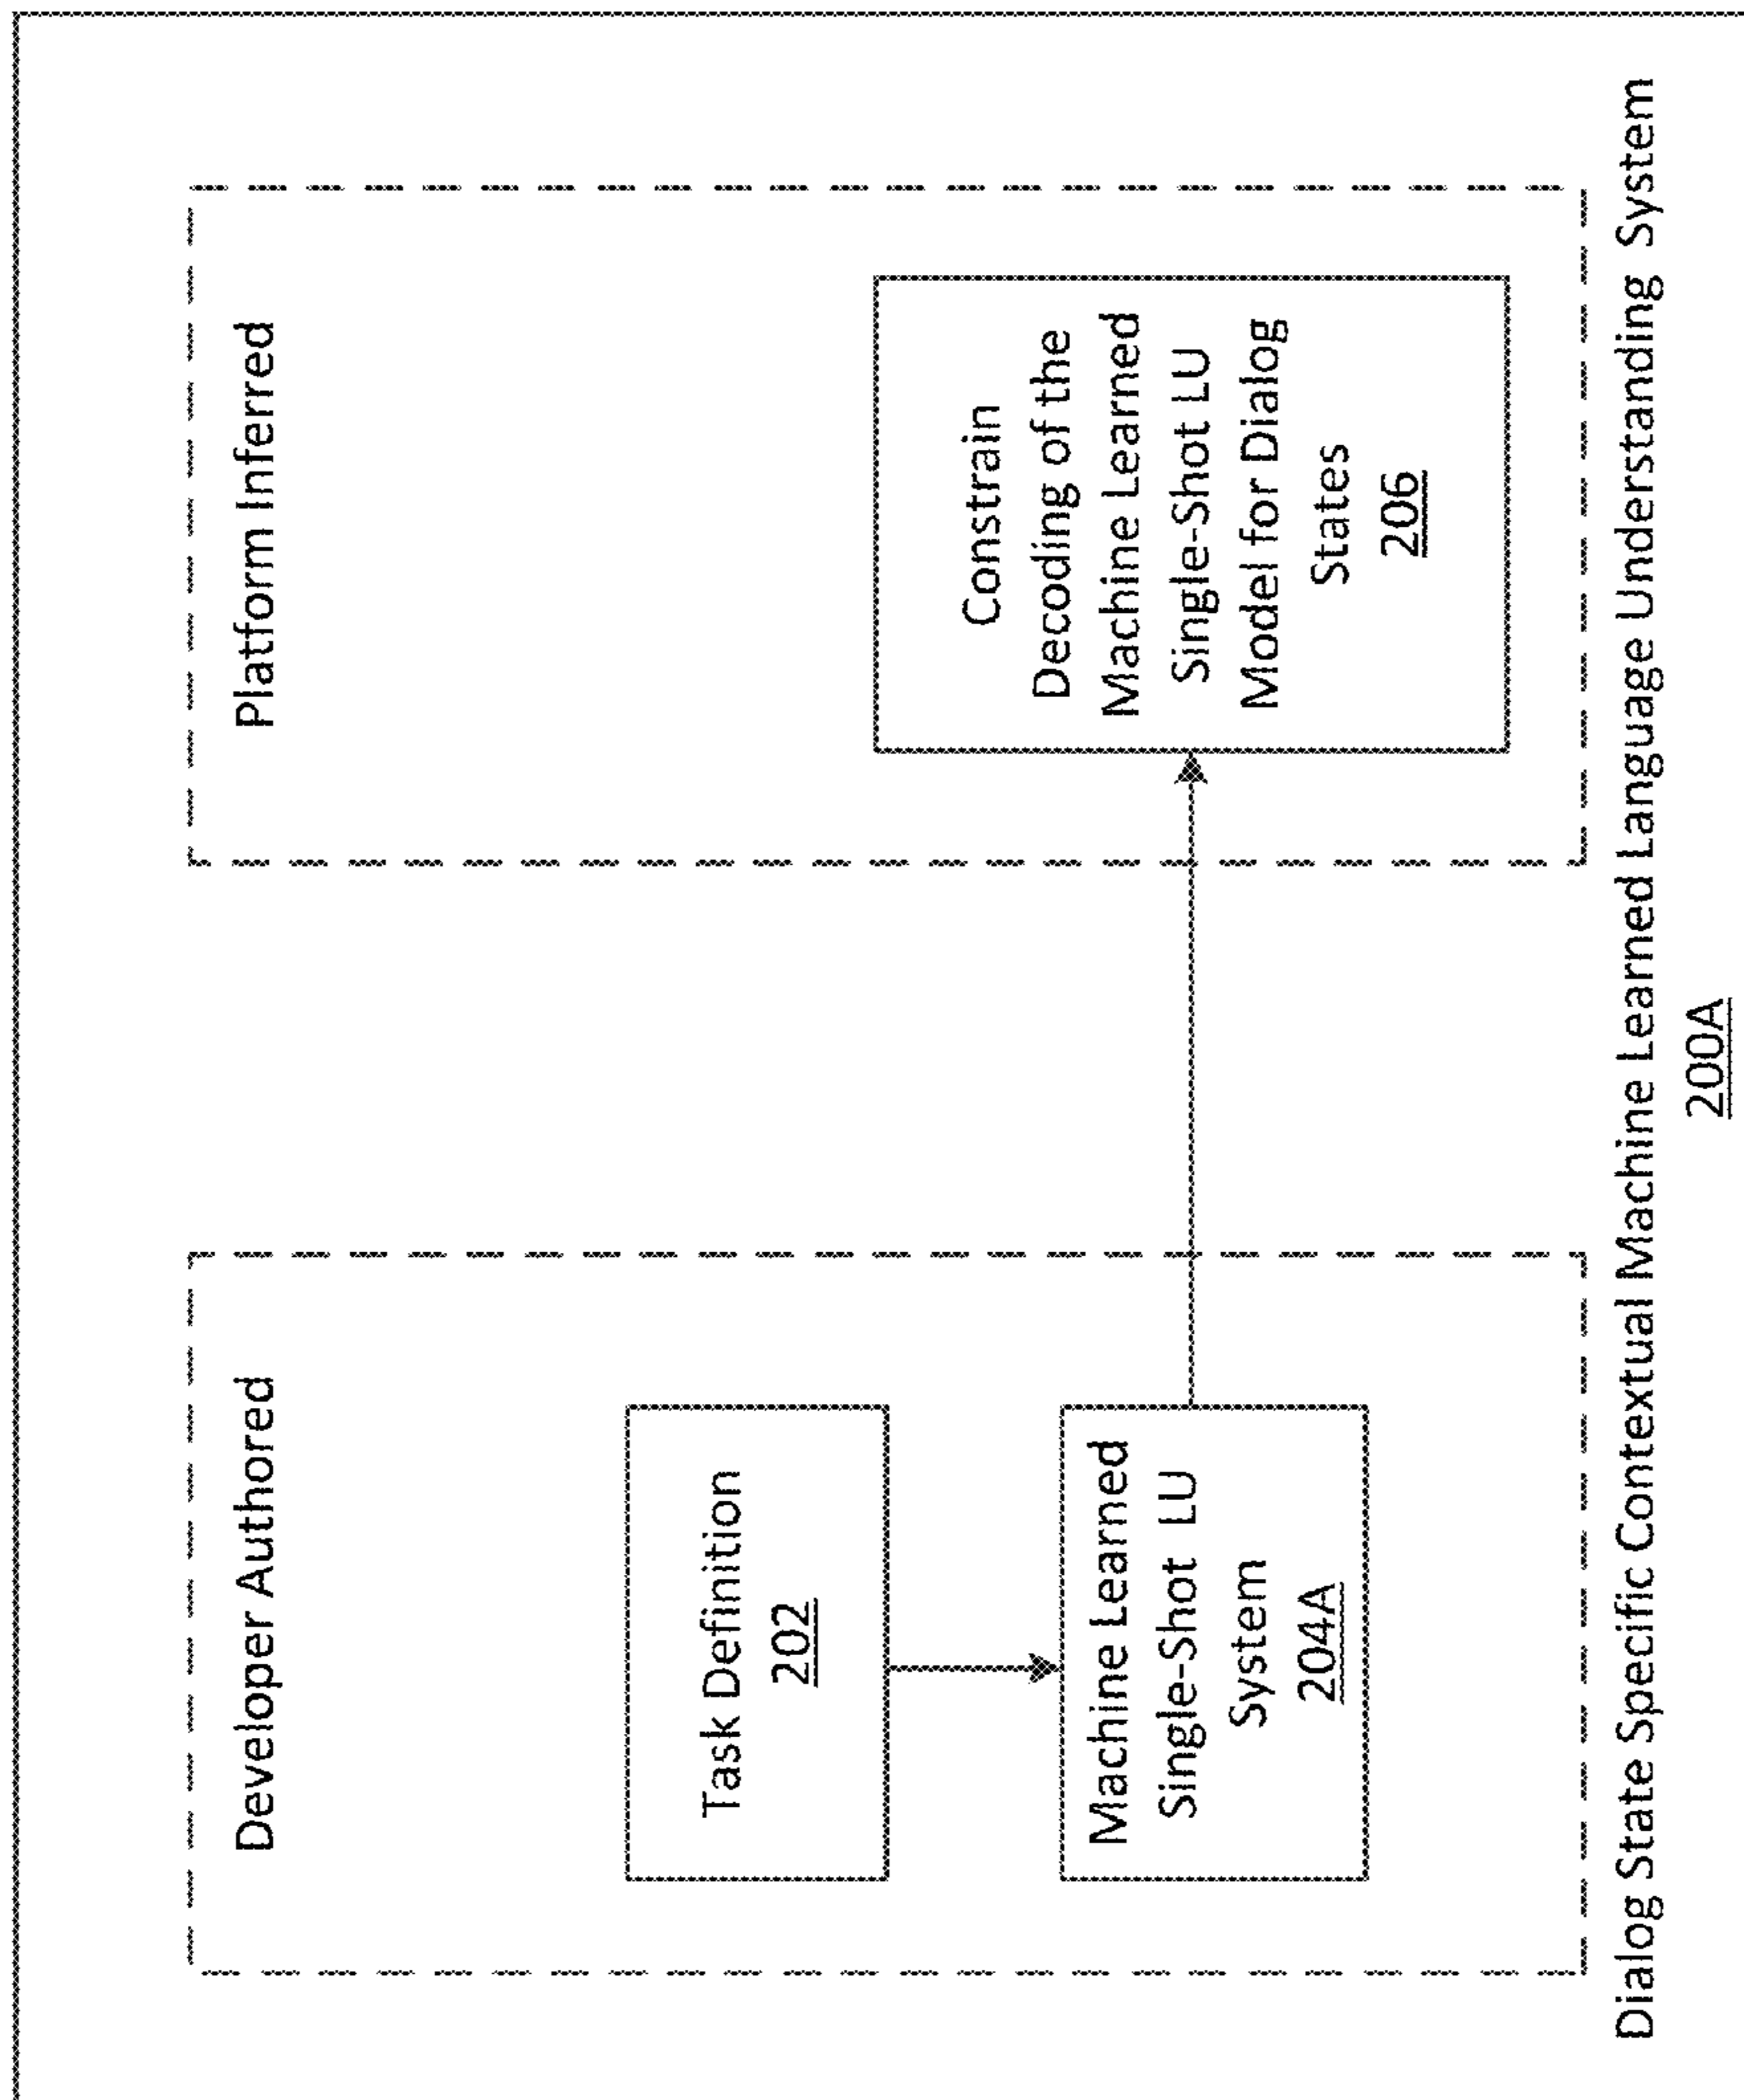 Developer Authored
Task Definition
202
Machine Learned
Single-Shot LU
System
204A
Platform Inferred
Constrain
Decoding of the
Machine Learned
Single-Shot LU
Model for Dialog
States
206
Dialog State Specific Contextual Machine Learned Language Understanding System
200A